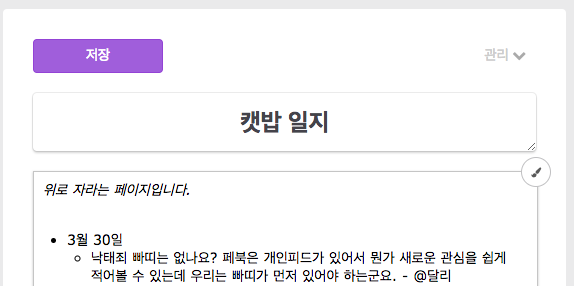 저장
관리
캣밥 일지
위로 자라는 페이지입니다.
3월 30일
낙태죄 빠띠는 없나요? 페북은 개인피드가 있어서 뭔가 새로운 관심을 쉽게
적어볼 수 있는데 우리는 빠띠가 먼저 있어야 하는군요. - @달리